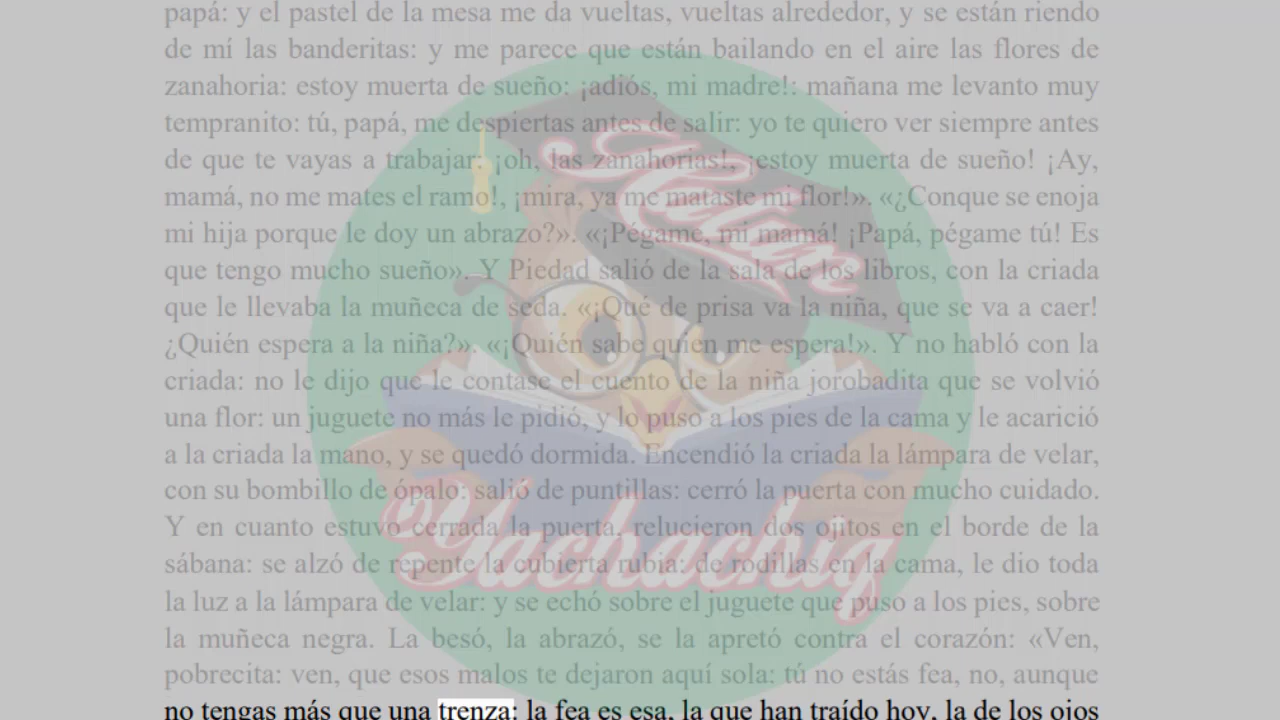 papá: y el pastel de la mesa me da vueltas, vueltas alrededor, y se están riendo
de mí las banderitas: y me parece que están bailando en el aire las flores de
zanahoria: estoy muerta de sueño: ¡adiós, mi madre!: mañana me levanto muy
tempranito: tú, papá, me despiertas antes de salir: yo te quiero ver siempre antes
de que te vayas a trabajar: ¡oh, las zanahorias!, ¡estoy muerta de sueño! ¡Ay,
mamá, no me mates el ramo!, ¡mira, ya me mataste mi flor!». «¿Conque se enoja
mi hija porque le doy un abrazo?». «¡Pégame, mi mamá! ¡Papá, pégame tú! Es
que tengo mucho sueño». Y Piedad salió de la sala de los libros, con la criada
que le llevaba la muñeca de seda. «¡Qué de prisa va la niña, que se va a caer!
¿Quién espera a la niña?». «¡Quién sabe quién me espera!». Y no habló con la
criada: no le dijo que le contase el cuento de la niña jorobadita que se volvió
una flor: un juguete no más le pidió, y lo puso a los pies de la cama y le acarició
a la criada la mano, y se quedó dormida. Encendió la criada la lámpara de velar,
con su bombillo de ópalo: salió de puntillas: cerró la puerta con mucho cuidado.
Y en cuanto estuvo cerrada la puerta, relucieron dos ojitos en el borde de la
sábana: se alzó de repente la cubierta rubia: de rodillas en la cama, le dio toda
la luz a la lámpara de velar: y se echó sobre el juguete que puso a los pies, sobre
la muñeca negra. La besó, la abrazó, se la apretó contra el corazón: «Ven,
pobrecita: ven, que esos malos te dejaron aquí sola: tú no estás fea, no, aunque
no tengas más que una trenza: la fea es esa, la que han traído hoy, la de los ojos
Hatun
Yachachiq